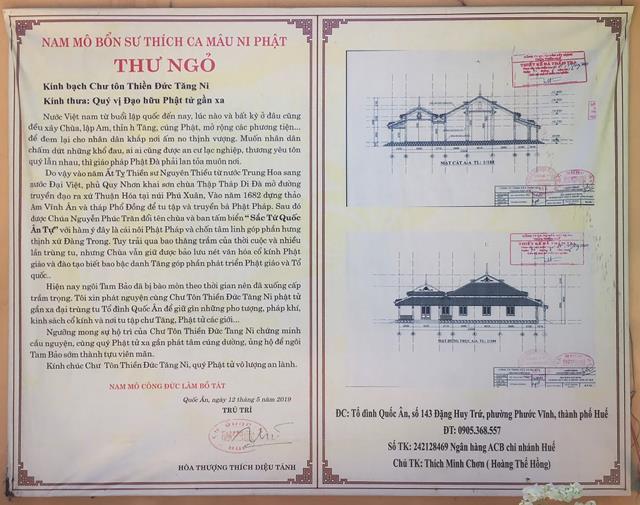 NAM MÔ BỔN SƯ THÍCH CA MÂU NI PHẬT
THƯ NGỎ
Kính bạch Chư tôn Thiền Đức Tăng Ni
Kính thưa: Quý vị Đạo hữu Phật tử gần xa
Nước Việt nam từ buổi lập quốc đến nay, lúc nào và bất kỳ ở đâu cũng
đều xây Chùa, lập Am, thỉnh Tăng, cúng Phật, mở rộng các phương tiện...
để đem lại cho nhân dân khắp nơi ấm no thịnh vượng. Muốn nhân dân
chấm dứt những khổ đau, ai ai cũng được an cư lạc nghiệp, thương yêu tôn
quý lẫn nhau, thì giáo pháp Phật Đà phải lan tỏa muôn nơi.
Do vậy vào năm Ất Tỵ Thiền sư Nguyên Thiều từ nước Trung Hoa sang
nước Đại Việt, phủ Quy Nhơn khai sơn chùa Thập Tháp Di Đà mở đường
truyền đạo ra xứ Thuận Hóa tại núi Phú Xuân, Vào năm 1682 dựng thảo
Am Vĩnh Ân và tháp Phổ Đồng để tu tập và truyền bá Phật Pháp. Sau đó
được Chúa Nguyễn Phúc Trăn đổi tên chùa và ban tấm biển "Sắc Tứ Quốc
Ân Tự" với hàm ý đây là cái nôi Phật Pháp và chốn tâm linh góp phần hưng
thịnh xứ Đàng Trong. Tuy trải qua bao thăng trầm của thời cuộc và nhiều
lần trùng tu, nhưng Chùa vẫn giữ được bảo lưu nét văn hóa cổ kính Phật
giáo và đào tạo biết bao bậc danh Tăng góp phần phát triển Phật giáo và Tổ
quốc..
Hiện nay ngôi Tam Bảo đã bị bào mòn theo thời gian nên đã xuống cấp
trầm trọng. Tôi xin phát nguyện cùng Chư Tôn Thiền Đức Tăng Ni phật tử
gần xa đại trùng tu Tổ đình Quốc Ân để giữ gìn những pho tượng, pháp khí,
kinh sách cổ kính và nơi tu tập chư Tăng, Phật tử các giới...
Ngưỡng mong sự hộ trì của Chư Tôn Thiền Đức Tang Ni chứng minh
cầu nguyện, cùng quý Phật tử xa gần phát tâm cúng dường, ủng hộ để ngôi
Tam Bảo sớm thành tựu viên mãn.
Kính chúc Chư Tôn Thiền Đức Tăng Ni, quý Phật tử vô lượng an lành.
NAM MÔ CÔNG ĐỨC LÂM BỒ TÁT
Quốc Ân, ngày 12 tháng 5 năm 2019
TRÚ TRÌ
HÒA THƯỢNG THÍCH DIỆU TÁNH
MẶT CẮT A-A TL: 1/100
ĐC: Tổ đình Quốc Ân, số 143 Đặng Huy Trứ, phường Phước Vĩnh, thành phố Huế
ĐT: 0905.368.557
Số TK: 242128469 Ngân hàng ACB chi nhánh Huế
Chủ TK: Thích Minh Chơn ( Hoàng Thế Hồng)